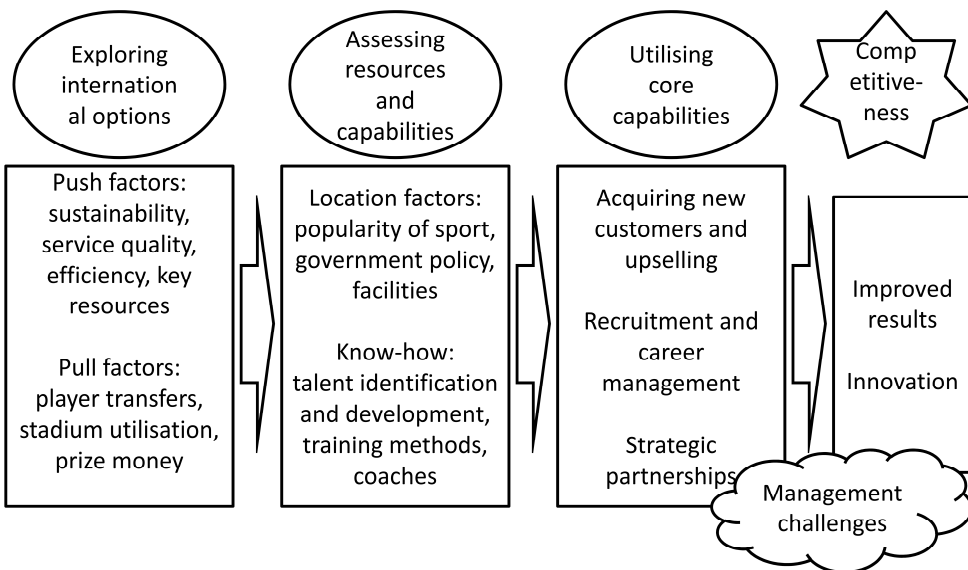 Exploring
internation
al options
Assessing
resources
and
capabilities
Utilising
core
capabilities
Comp
etitive-
ness
Push factors:
sustainability,
service quality,
efficiency, key
resources
Pull factors:
player transfers,
stadium utilisation,
prize money
Location factors:
popularity of sport,
government policy,
facilities
Know-how:
talent identification
and development,
training methods,
coaches
Acquiring new
customers and
upselling
Recruitment and
career
management
Strategic
partnerships
Improved
results
Innovation
Management
challenges